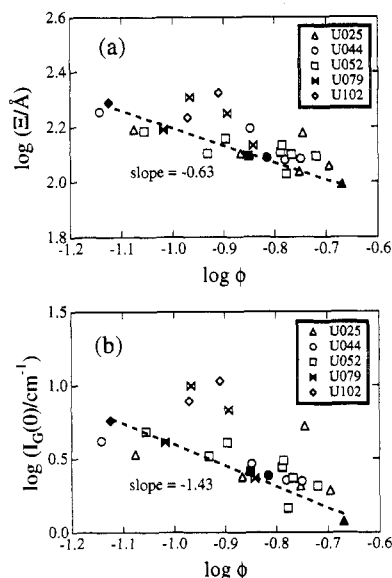 (a)
U025
U044
U052
U079
U102
log (Ξ/Å)
2.6
2.4
2.2
2.0
1.8
slope = -0.63
-1.2 -1.1 -1.0 -0.9 -0.8 -0.7 -0.6
log ϕ
(b)
U025
U044
U052
U079
U102
log (I_G(0)/cm⁻¹)
1.5
1.0
0.5
0.0
slope = -1.43
-1.2 -1.1 -1.0 -0.9 -0.8 -0.7 -0.6
log ϕ